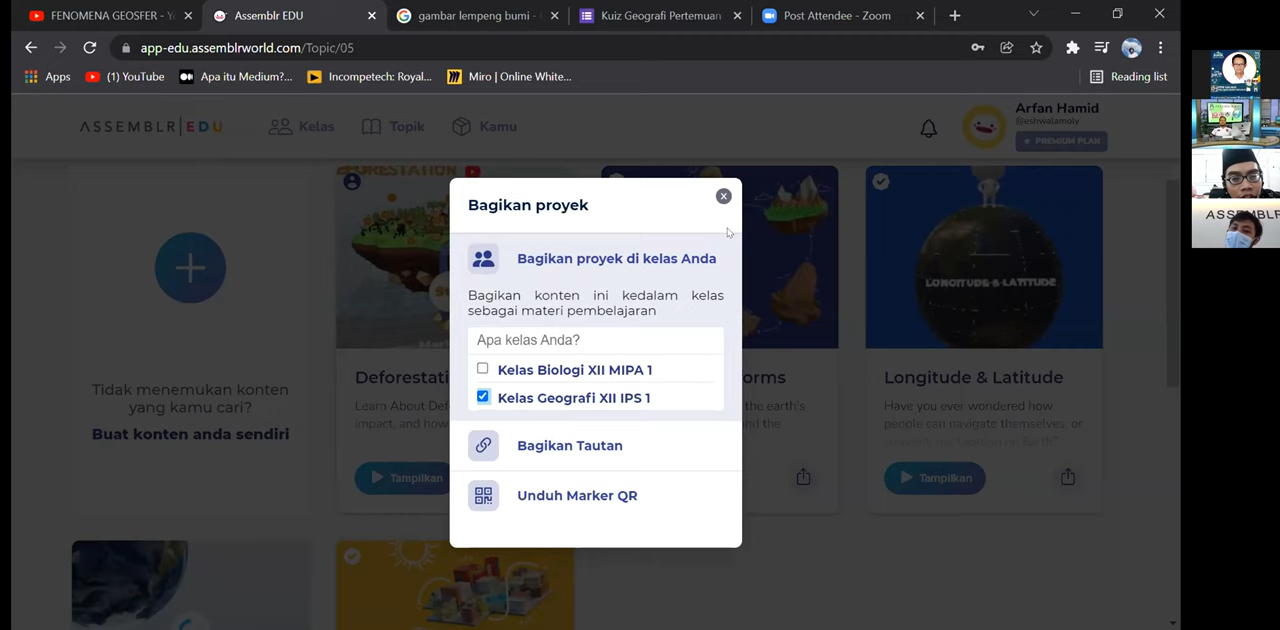 FENOMENA GEOSFER - Y
Assemblr EDU
gambar lempeng bumi -
Kuiz Geografi Pertemuan
Post Attendee - Zoom
app-edu.assemblrworld.com/Topic/05
Apps
(1) YouTube
Apa itu Medium?...
Incompetech: Royal...
Miro | Online White...
Reading list
ASSEMBLR EDU
Kelas
Topik
Kamu
Arfan Hamid
@eshwalamoly
PREMIUM PLAN
Bagikan proyek
Bagikan proyek di kelas Anda
Bagikan konten ini kedalam kelas
sebagai materi pembelajaran
Apa kelas Anda?
Kelas Biologi XII MIPA 1
Kelas Geografi XII IPS 1
Bagikan Tautan
Unduh Marker QR
Tidak menemukan konten
yang kamu cari?
Buat konten anda sendiri
Deforestati
Learn About Def
impact, and how
Tampilkan
orms
the earth's
nd the
LONGITUDE & LATITUDE
Longitude & Latitude
Have you ever wondered how
people can navigate themselves, or
Tampilkan
ASSEMBLR